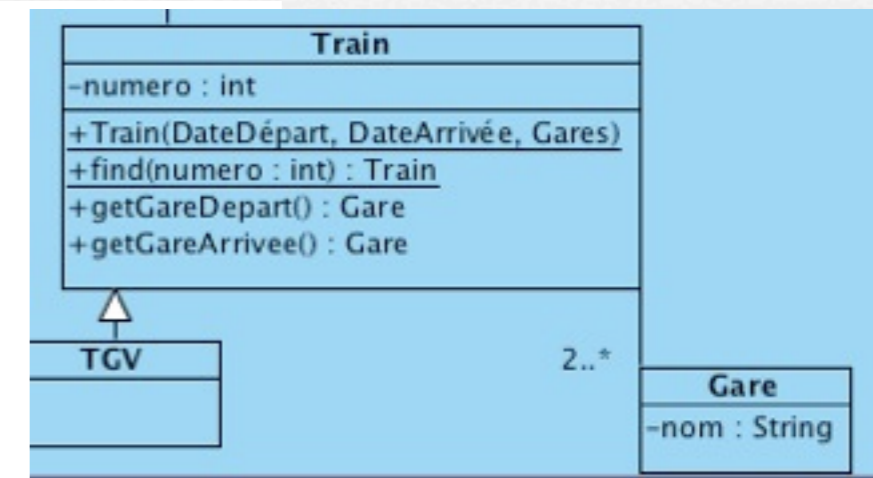 Train
-numero : int
+Train(DateDépart, DateArrivée, Gares)
+find(numero : int) : Train
+getGareDepart() : Gare
+getGareArrivee() : Gare
TGV
2..*
Gare
-nom : String